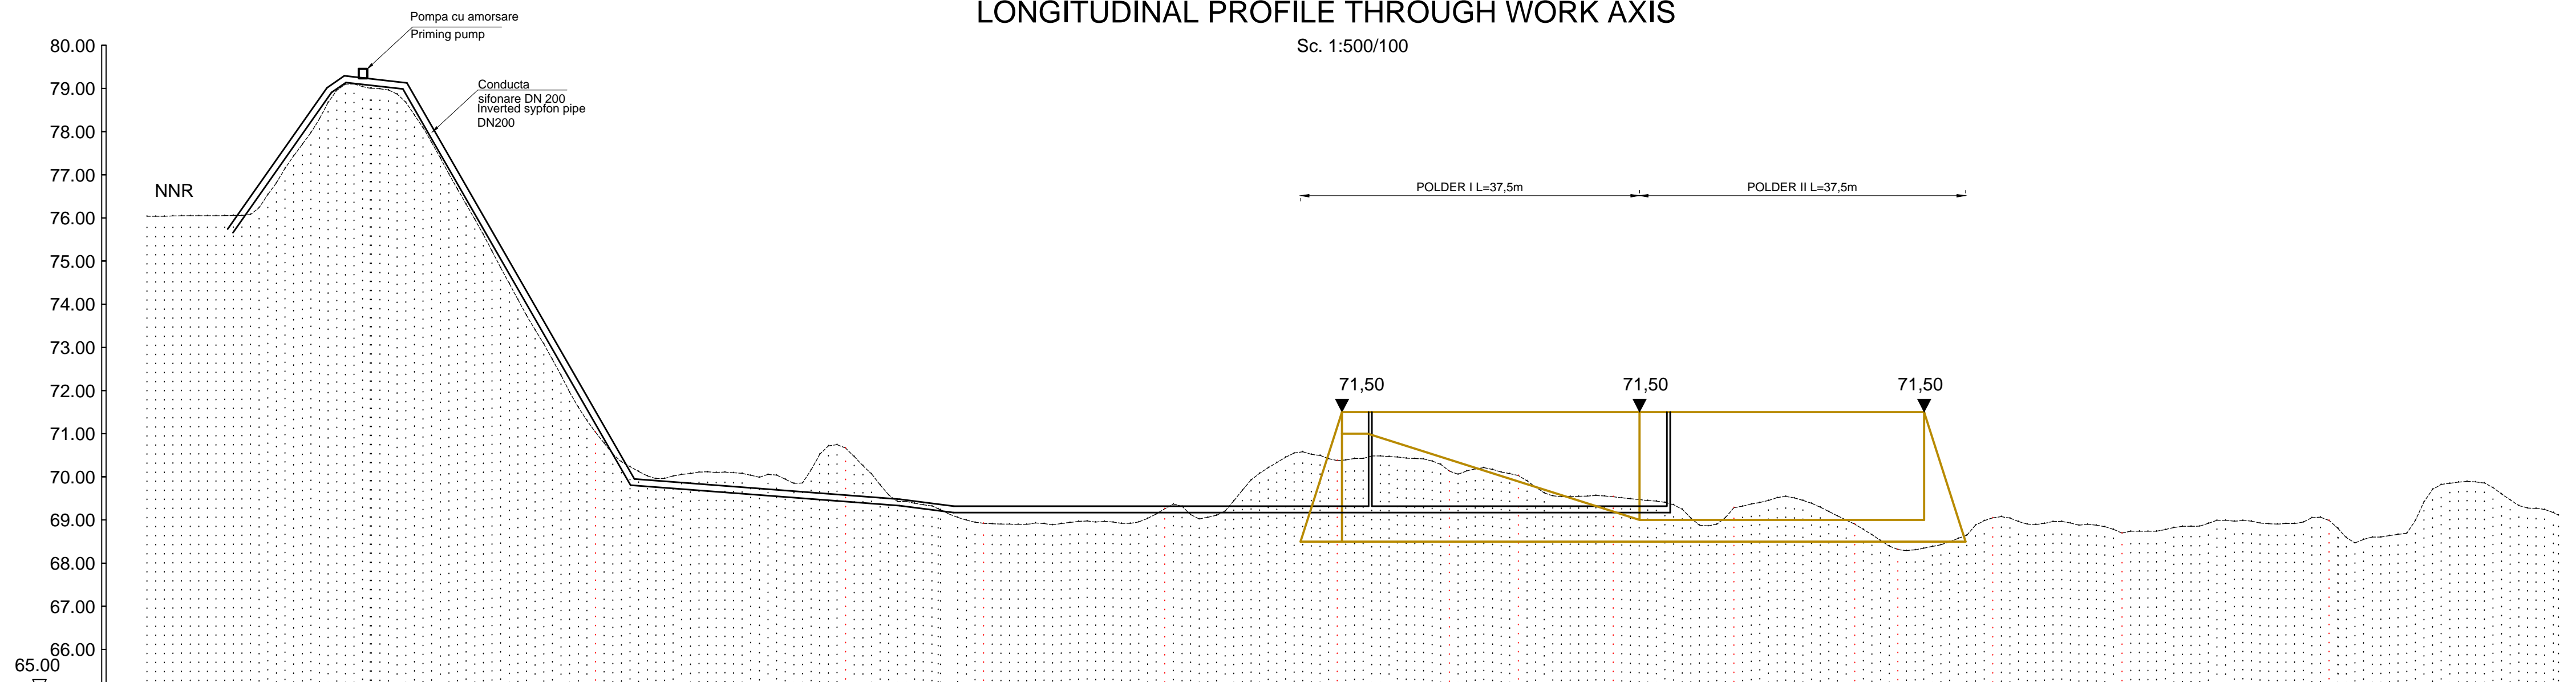 LONGITUDINAL PROFILE THROUGH WORK AXIS
Sc. 1:500/100
Pompa cu amorsare
Priming pump
Conducta
sifonare DN 200
Inverted sypfon pipe
DN200
NNR
POLDER I L=37,5m
POLDER II L=37,5m
71,50
71,50
71,50
80.00
79.00
78.00
77.00
76.00
75.00
74.00
73.00
72.00
71.00
70.00
69.00
68.00
67.00
66.00
65.00